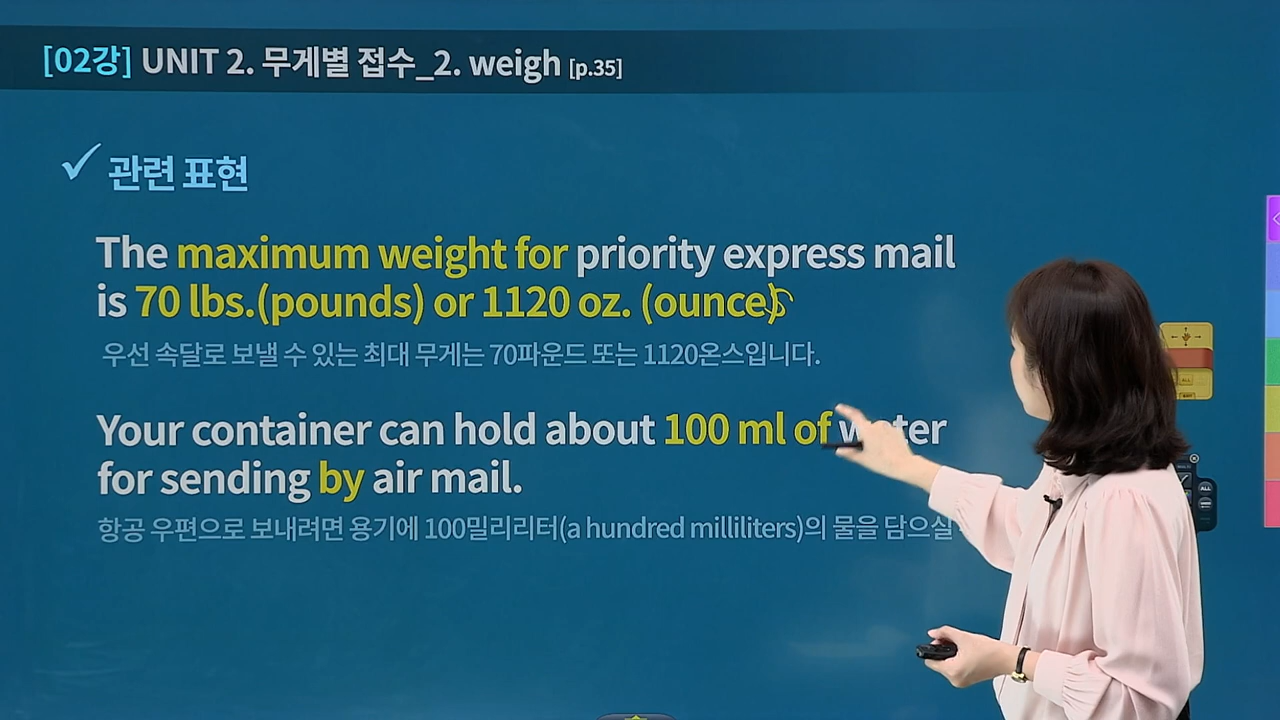 [02강] UNIT 2. 무게별 접수_2. weigh [p.35]
관련 표현
The maximum weight for priority express mail
is 70 lbs.(pounds) or 1120 oz. (ounce)s
우선 속달로 보낼 수 있는 최대 무게는 70파운드 또는 1120온스입니다.
Your container can hold about 100 ml of water
for sending by air mail.
항공 우편으로 보내려면 용기에 100밀리리터(a hundred milliliters)의 물을 담으실
ALL
ALL